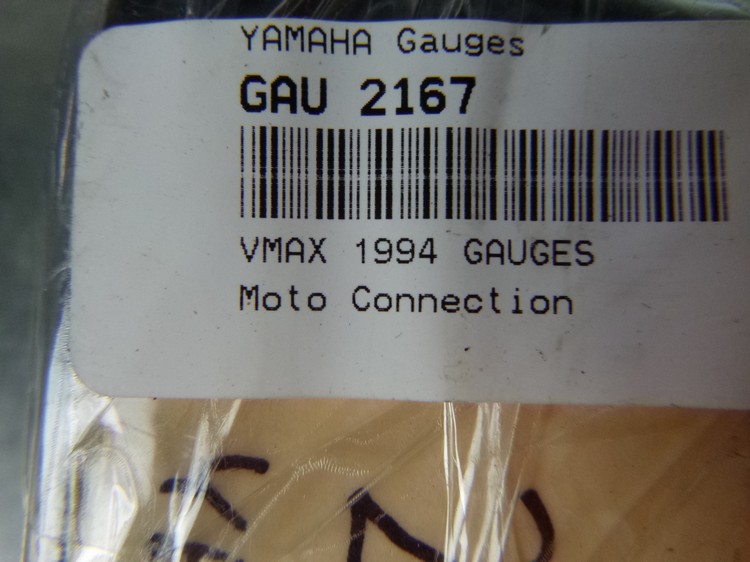 YAMAHA Gauges
GAU 2167
VMAX 1994 GAUGES
Moto Connection